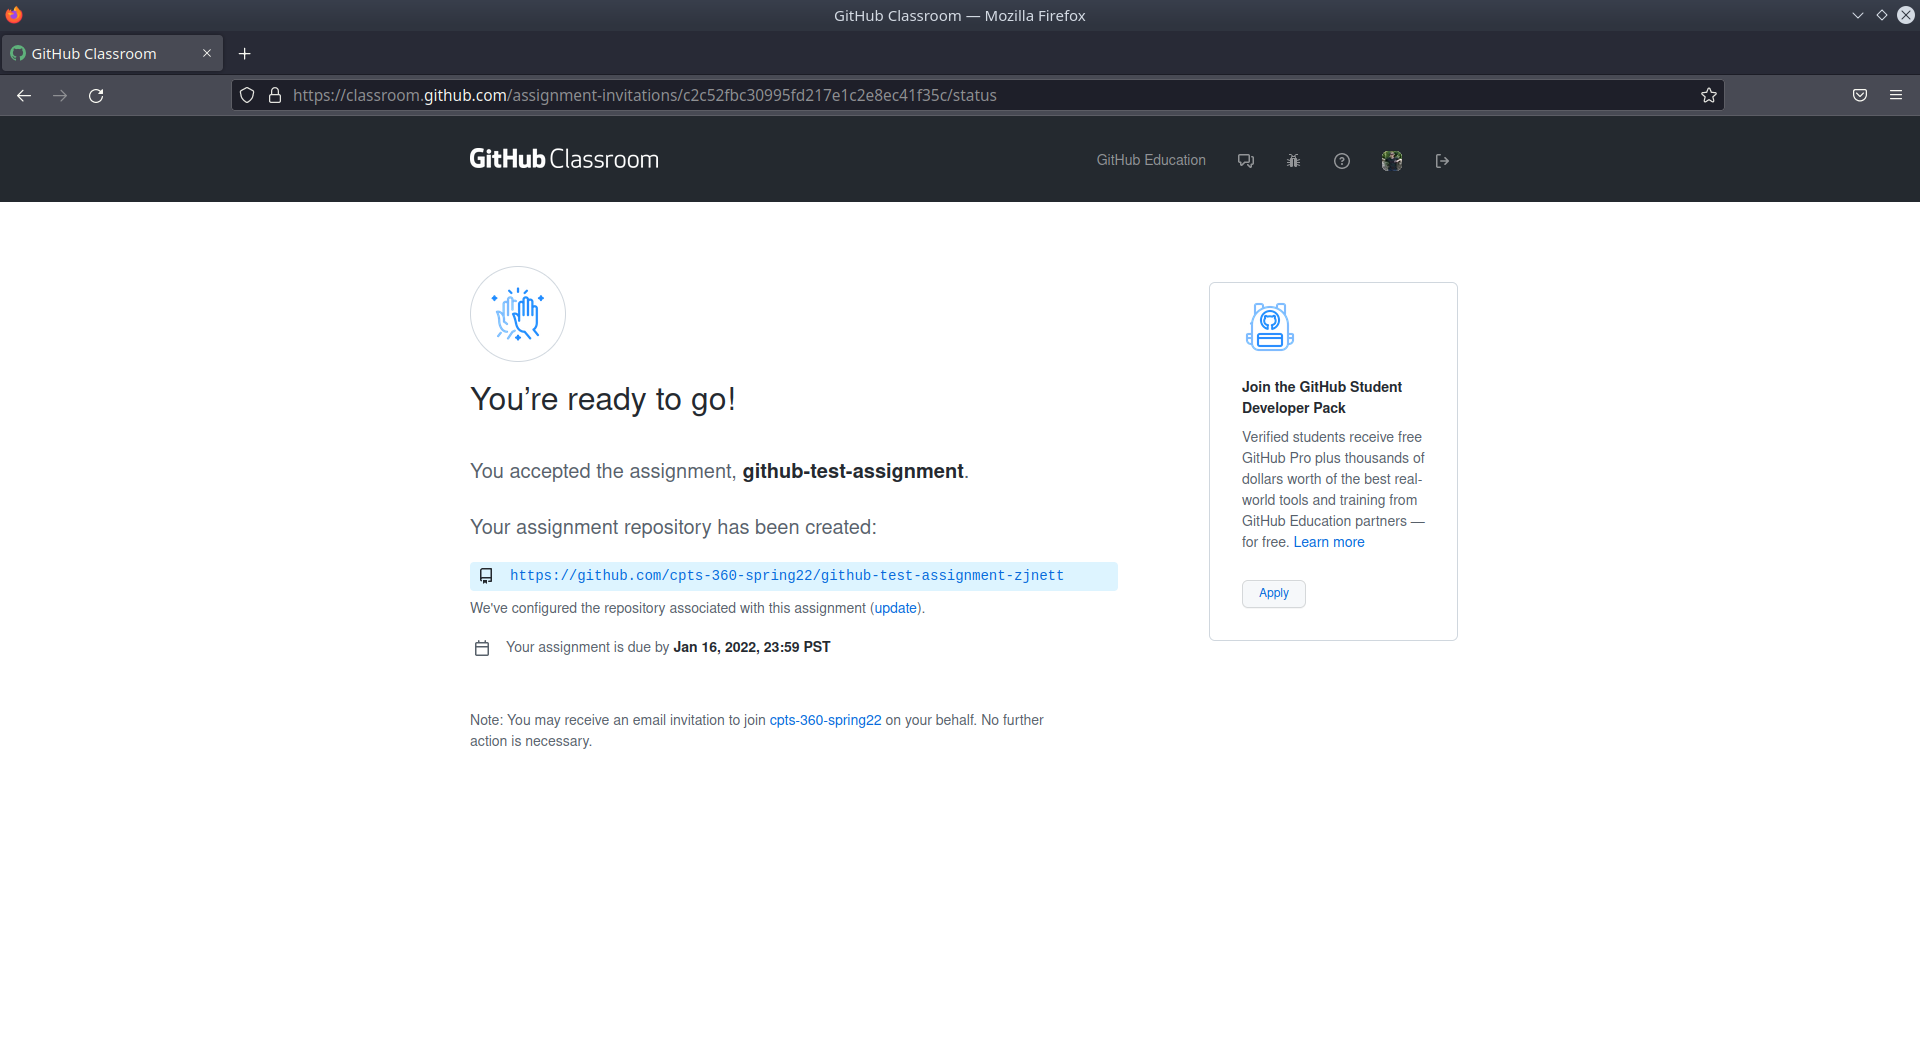 GitHub Classroom — Mozilla Firefox
GitHub Classroom
https://classroom.github.com/assignment-invitations/c2c52fbc30995fd217e1c2e8ec41f35c/status
GitHub Classroom
GitHub Education
You're ready to go!
You accepted the assignment, github-test-assignment.
Your assignment repository has been created:
https://github.com/cpts-360-spring22/github-test-assignment-zjnett
We've configured the repository associated with this assignment (update).
Your assignment is due by Jan 16, 2022, 23:59 PST
Note: You may receive an email invitation to join cpts-360-spring22 on your behalf. No further
action is necessary.
Join the GitHub Student
Developer Pack
Verified students receive free
GitHub Pro plus thousands of
dollars worth of the best real-
world tools and training from
GitHub Education partners —
for free. Learn more
Apply